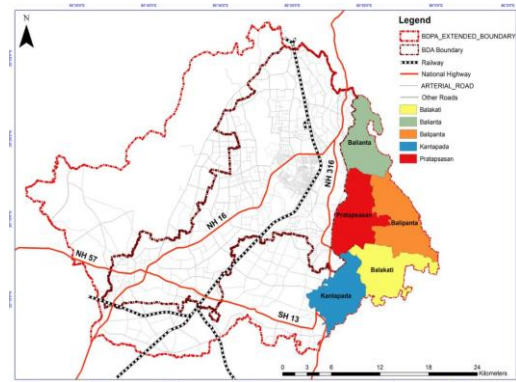 N
Legend
BDPA_EXTENDED_BOUNDARY
BDA Boundary
Railway
National Highway
ARTERIAL_ROAD
Other Roads
Balakati
Balianta
Balipanta
Kantapada
Pratapsasan
Balianta
NH 316
Pratapsasan
Balipanta
NH 16
NH 57
Balakati
Kantapada
SH 13
0 3 6 12 18 24
Kilometers